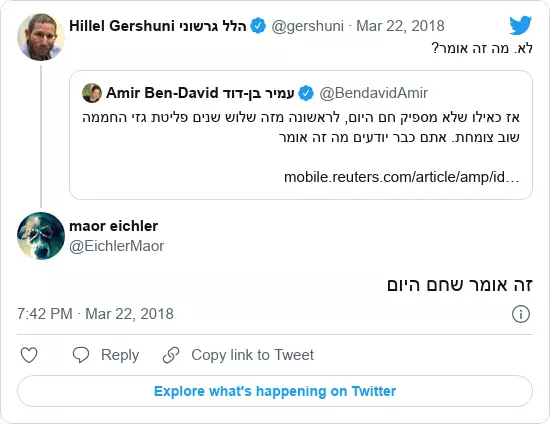 Hillel Gershuni הלל גרשוני @gershuni · Mar 22, 2018
לא. מה זה אומר?
Amir Ben-David עמיר בן-דוד @BendavidAmir
אז כאילו שלא מספיק חם היום, לראשונה מזה שלוש שנים פליטת גזי החממה
שוב צומחת. אתם כבר יודעים מה זה אומר
mobile.reuters.com/article/amp/id…
maor eichler
@EichlerMaor
זה אומר שחם היום
7:42 PM · Mar 22, 2018
Reply
Copy link to Tweet
Explore what's happening on Twitter